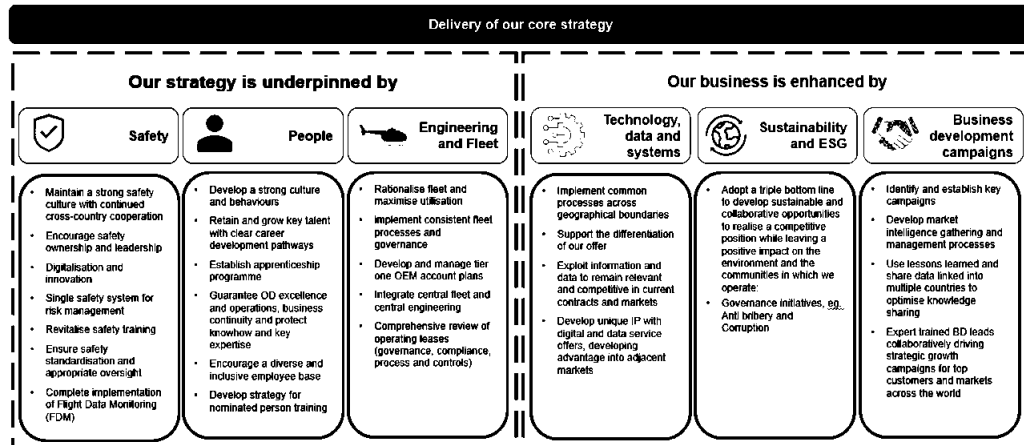 Delivery of our core strategy
Our strategy is underpinned by
Safety
Maintain a strong safety
culture with continued
cross-country cooperation
Encourage safety
ownership and leadership
Digitalisation and
innovation
Single safety system for
risk management
Revitalise safety training
Ensure safety
standardisation and
appropriate oversight
Complete implementation
of Flight Data Monitoring
(FDM)
People
Develop a strong culture
and behaviours
Retain and grow key talent
with clear career
development pathways
Establish apprenticeship
programme
Guarantee OD excellence
and operations, business
continuity and protect
knowhow and key
expertise
Encourage a diverse and
inclusive employee base
Develop strategy for
nominated person training
Engineering
and Fleet
Rationalise fleet and
maximise utilisation
implement consistent fleet
processes and
governance
Develop and manage tier
one OEM account plans
Integrate central fleet and
central engineering
Comprehensive review of
operating leases
(governance, compliance,
process and controls)
Our business is enhanced by
Technology,
data and
systems
Implement common
processes across
geographical boundaries
Support the differentiation
of our offer
Exploit information and
data to remain relevant
and competitive in current
contracts and markets
Develop unique IP with
digital and data service
offers, developing
advantage into adjacent
markets
Sustainability
and ESG
Adopt a triple bottom line
to develop sustainable and
collaborative opportunities
to realise a competitive
position while leaving a
positive impact on the
environment and the
communities in which we
operate:
Governance initiatives, eg.
Anti bribery and
Corruption
Business
development
campaigns
Identify and establish key
campaigns
Develop market
intelligence gathering and
management processes
Use lessons learned and
share data linked into
multiple countries to
optimise knowledge
sharing
Expert trained BD leads
collaboratively driving
strategic growth
campaigns for top
customers and markets
across the world